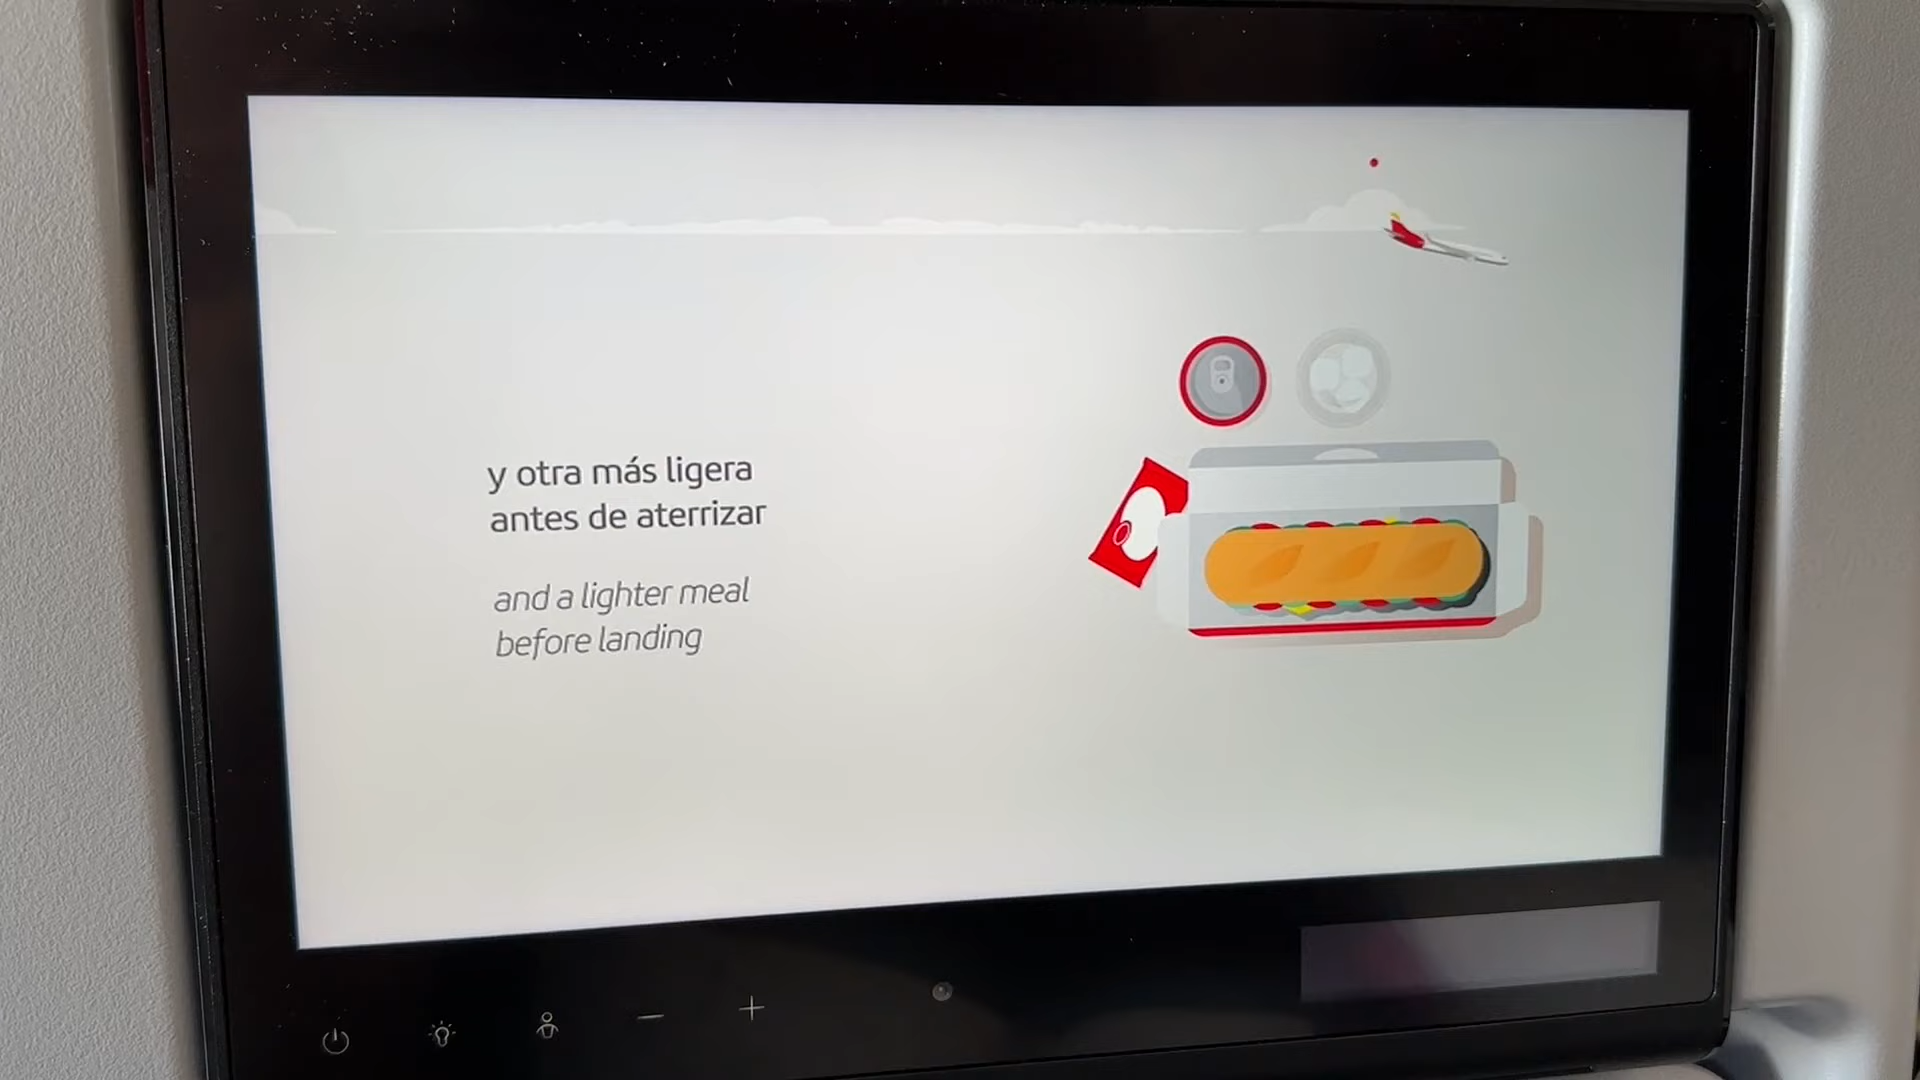 y otra más ligera
antes de aterrizar
and a lighter meal
before landing